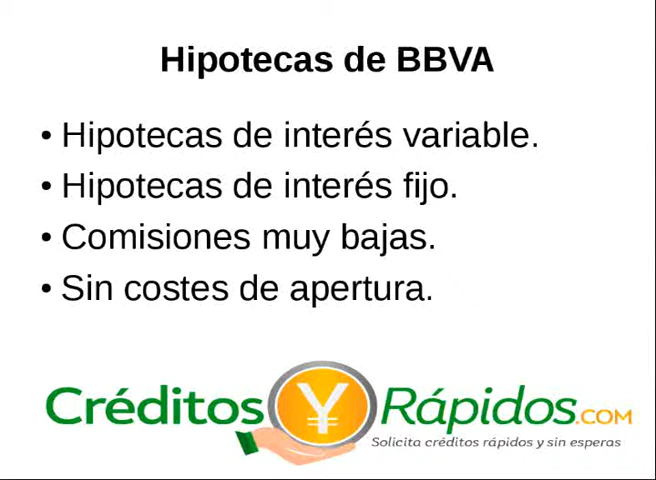 Hipotecas de BBVA
• Hipotecas de interés variable.
• Hipotecas de interés fijo.
• Comisiones muy bajas.
• Sin costes de apertura.
Créditos Y Rápidos.COM
Solicita créditos rápidos y sin esperas